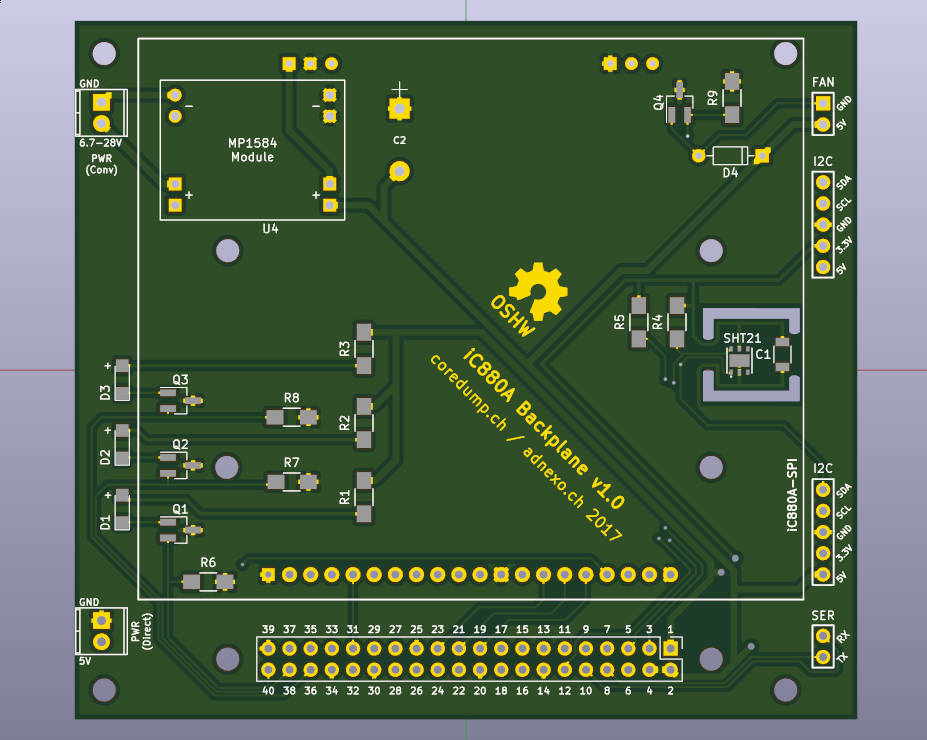 GND
6.7-28V
PWR
(Conv)
MP1584
Module
− −
+ +
U4
+
C2
Q4
R9
D4
FAN
GND
5V
I2C
SDA
SCL
GND
3.3V
5V
OSHW
R5
R4
SHT21
C1
iC880A Backplane v1.0
coredump.ch / adnexo.ch 2017
R3
R2
R1
+
D3
Q3
R8
+
D2
Q2
R7
+
D1
Q1
R6
iC880A-SPI
I2C
SDA
SCL
GND
3.3V
5V
GND
5V
PWR
(Direct)
SER
RX
TX
39 37 35 33 31 29 27 25 23 21 19 17 15 13 11 9 7 5 3 1
40 38 36 34 32 30 28 26 24 22 20 18 16 14 12 10 8 6 4 2